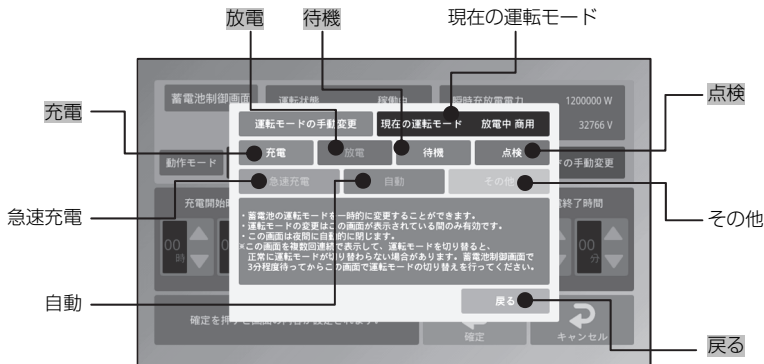 放電
待機
現在の運転モード
充電
点検
急速充電
その他
自動
戻る
蓄電池制御画面
運転状態
稼働中
瞬時充放電電力
1200000 W
32766 V
動作モード
の手動変更
運転モードの手動変更
現在の運転モード 放電中 商用
充電
放電
待機
点検
急速充電
自動
その他
充電開始時
終了時間
00
時
00
分
・蓄電池の運転モードを一時的に変更することができます。
・運転モードの変更はこの画面が表示されている間のみ有効です。
・この画面は夜間に自動的に閉じます。
※この画面を複数回連続で表示して、運転モードを切り替ると、
正常に運転モードが切り替わらない場合があります。蓄電池制御画面で
3分程度待ってからこの画面で運転モードの切り替えを行ってください。
戻る
確定を押
確定
キャンセル